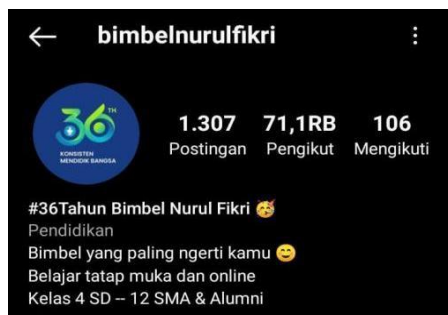 bimbelnurulfikri
36TH
KONSISTEN
MENDIDIK BANGSA
1.307 71,1RB 106
Postingan Pengikut Mengikuti
#36Tahun Bimbel Nurul Fikri 🥳
Pendidikan
Bimbel yang paling ngerti kamu 😊
Belajar tatap muka dan online
Kelas 4 SD -- 12 SMA & Alumni